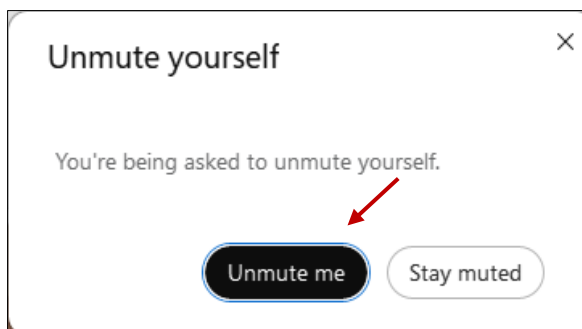 Unmute yourself
You're being asked to unmute yourself.
Unmute me
Stay muted